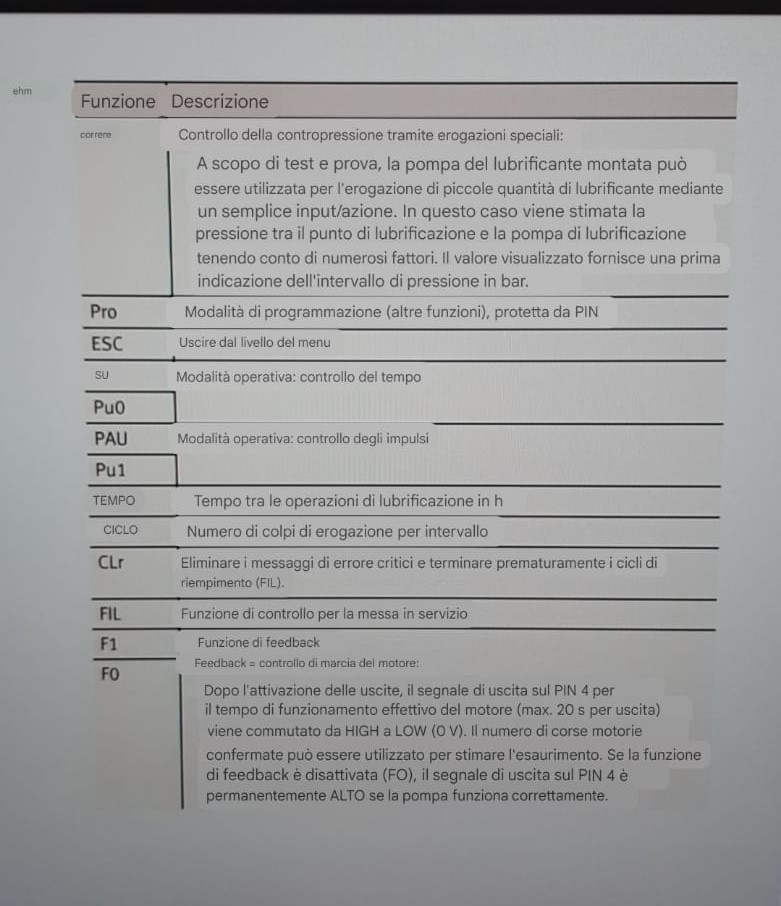 ehm
Funzione Descrizione
correre Controllo della contropressione tramite erogazioni speciali:
A scopo di test e prova, la pompa del lubrificante montata può
essere utilizzata per l'erogazione di piccole quantità di lubrificante mediante
un semplice input/azione. In questo caso viene stimata la
pressione tra il punto di lubrificazione e la pompa di lubrificazione
tenendo conto di numerosi fattori. Il valore visualizzato fornisce una prima
indicazione dell'intervallo di pressione in bar.
Pro Modalità di programmazione (altre funzioni), protetta da PIN
ESC Uscire dal livello del menu
SU Modalità operativa: controllo del tempo
Pu0
PAU Modalità operativa: controllo degli impulsi
Pu1
TEMPO Tempo tra le operazioni di lubrificazione in h
CICLO Numero di colpi di erogazione per intervallo
CLr Eliminare i messaggi di errore critici e terminare prematuramente i cicli di
riempimento (FIL).
FIL Funzione di controllo per la messa in servizio
F1 Funzione di feedback
Feedback = controllo di marcia del motore:
F0
Dopo l'attivazione delle uscite, il segnale di uscita sul PIN 4 per
il tempo di funzionamento effettivo del motore (max. 20 s per uscita)
viene commutato da HIGH a LOW (0 V). Il numero di corse motorie
confermate può essere utilizzato per stimare l'esaurimento. Se la funzione
di feedback è disattivata (FO), il segnale di uscita sul PIN 4 è
permanentemente ALTO se la pompa funziona correttamente.